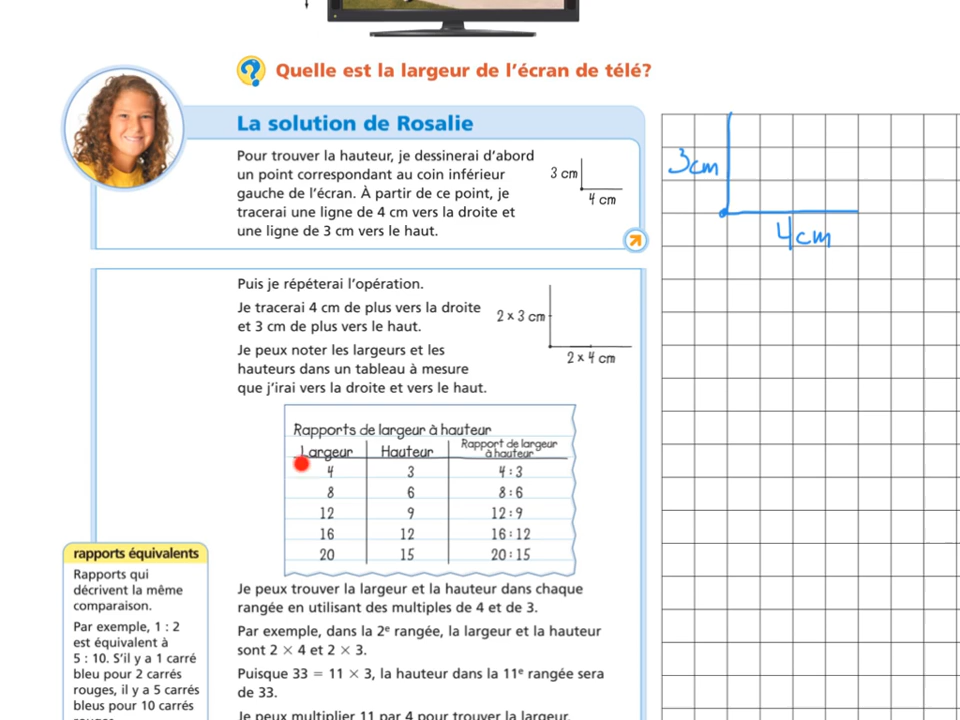 Quelle est la largeur de l'écran de télé?
La solution de Rosalie
Pour trouver la hauteur, je dessinerai d'abord
un point correspondant au coin inférieur
gauche de l'écran. À partir de ce point, je
tracerai une ligne de 4 cm vers la droite et
une ligne de 3 cm vers le haut.
3 cm
4 cm
3cm
4cm
Puis je répéterai l'opération.
Je tracerai 4 cm de plus vers la droite
et 3 cm de plus vers le haut.
Je peux noter les largeurs et les
hauteurs dans un tableau à mesure
que j'irai vers la droite et vers le haut.
2 × 3 cm
2 × 4 cm
Rapports de largeur à hauteur
Largeur Hauteur Rapport de largeur à hauteur
4 3 4 : 3
8 6 8 : 6
12 9 12 : 9
16 12 16 : 12
20 15 20 : 15
rapports équivalents
Rapports qui
décrivent la même
comparaison.
Par exemple, 1 : 2
est équivalent à
5 : 10. S'il y a 1 carré
bleu pour 2 carrés
rouges, il y a 5 carrés
bleus pour 10 carrés
Je peux trouver la largeur et la hauteur dans chaque
rangée en utilisant des multiples de 4 et de 3.
Par exemple, dans la 2e rangée, la largeur et la hauteur
sont 2 × 4 et 2 × 3.
Puisque 33 = 11 × 3, la hauteur dans la 11e rangée sera
de 33.
Je peux multiplier 11 par 4 pour trouver la largeur.